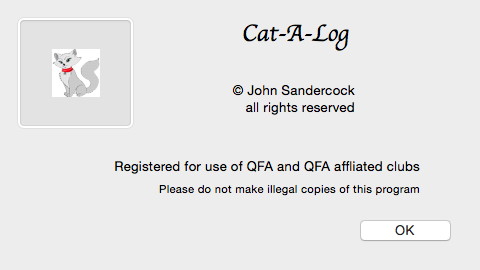 Cat-A-Log
© John Sandercock
all rights reserved
Registered for use of QFA and QFA affliated clubs
Please do not make illegal copies of this program
OK